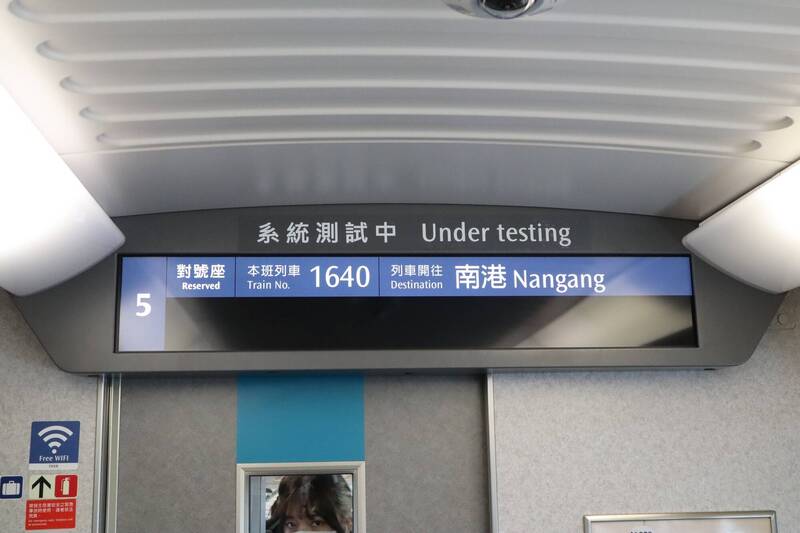 系統測試中 Under testing
5
對號座 本班列車 1640 列車開往 南港 Nangang
Reserved Train No. Destination
Free WiFi